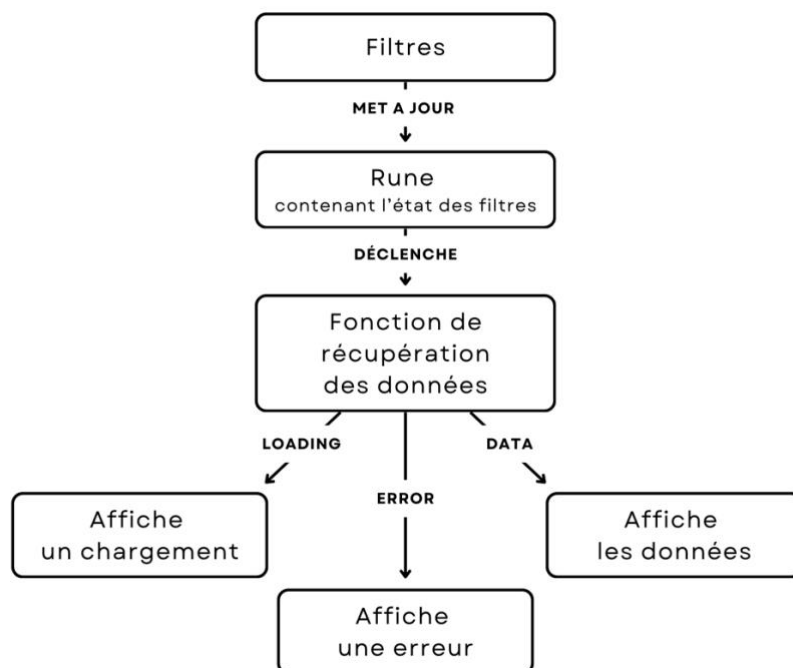 Filtres
MET A JOUR
Rune
contenant l'état des filtres
DÉCLENCHE
Fonction de
récupération
des données
LOADING
DATA
ERROR
Affiche
un chargement
Affiche
les données
Affiche
une erreur